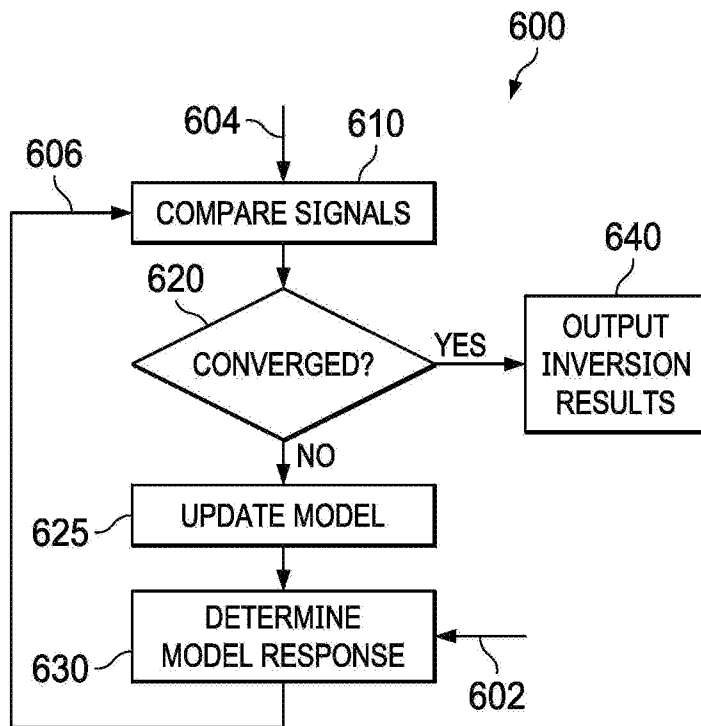 600
604
610
606
COMPARE SIGNALS
620
640
CONVERGED?
YES
OUTPUT
INVERSION
RESULTS
NO
625
UPDATE MODEL
DETERMINE
MODEL RESPONSE
630
602